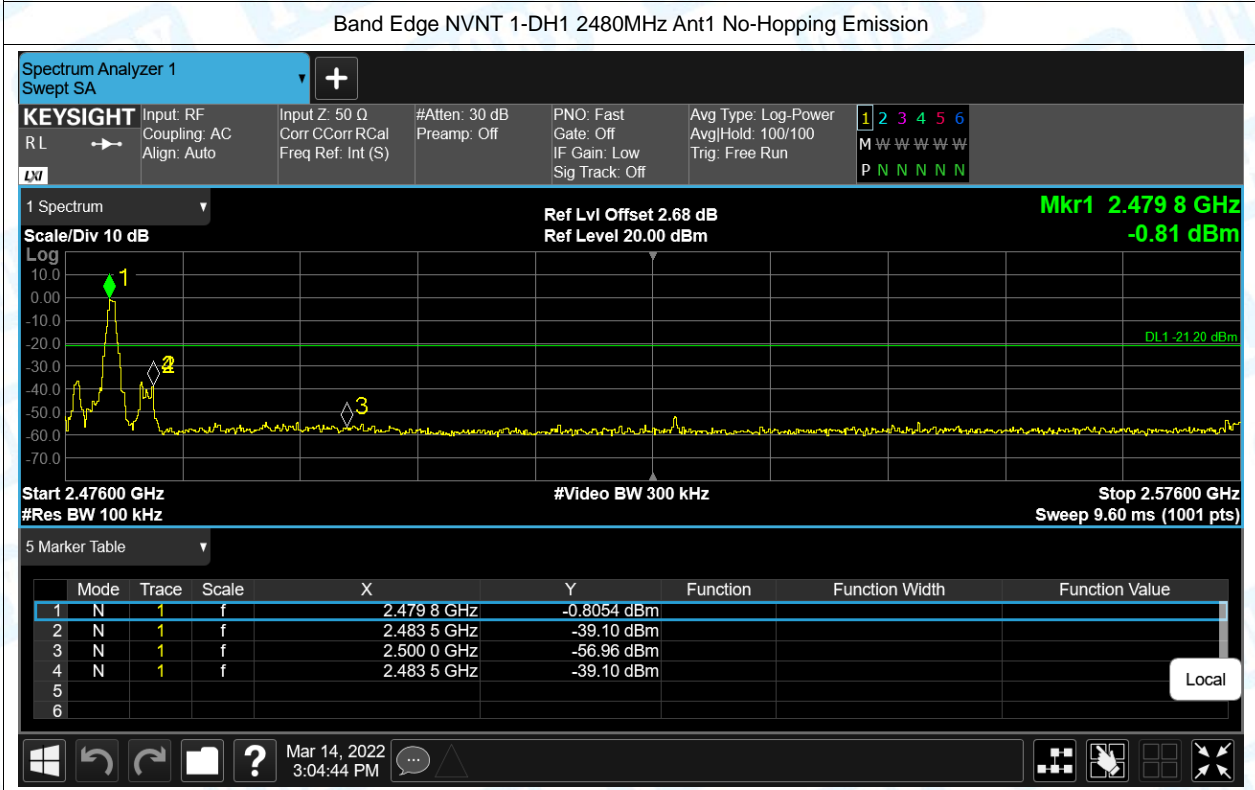 Band Edge NVNT 1-DH1 2480MHz Ant1 No-Hopping Emission
Spectrum Analyzer 1
Swept SA
+
KEYSIGHT
RL
LXI
Input: RF
Coupling: AC
Align: Auto
Input Z: 50 Ω
Corr CCorr RCal
Freq Ref: Int (S)
#Atten: 30 dB
Preamp: Off
PNO: Fast
Gate: Off
IF Gain: Low
Sig Track: Off
Avg Type: Log-Power
Avg|Hold: 100/100
Trig: Free Run
1 2 3 4 5 6
M W W W W W
P N N N N N
1 Spectrum
Scale/Div 10 dB
Ref Lvl Offset 2.68 dB
Ref Level 20.00 dBm
Mkr1 2.479 8 GHz
-0.81 dBm
Log
10.0
0.00
-10.0
-20.0
-30.0
-40.0
-50.0
-60.0
-70.0
1
2
3
DL1 -21.20 dBm
Start 2.47600 GHz
#Video BW 300 kHz
Stop 2.57600 GHz
#Res BW 100 kHz
Sweep 9.60 ms (1001 pts)
5 Marker Table
Mode Trace Scale X Y Function Function Width Function Value
1 N 1 f 2.479 8 GHz -0.8054 dBm
2 N 1 f 2.483 5 GHz -39.10 dBm
3 N 1 f 2.500 0 GHz -56.96 dBm
4 N 1 f 2.483 5 GHz -39.10 dBm
5
6
Local
?
Mar 14, 2022
3:04:44 PM